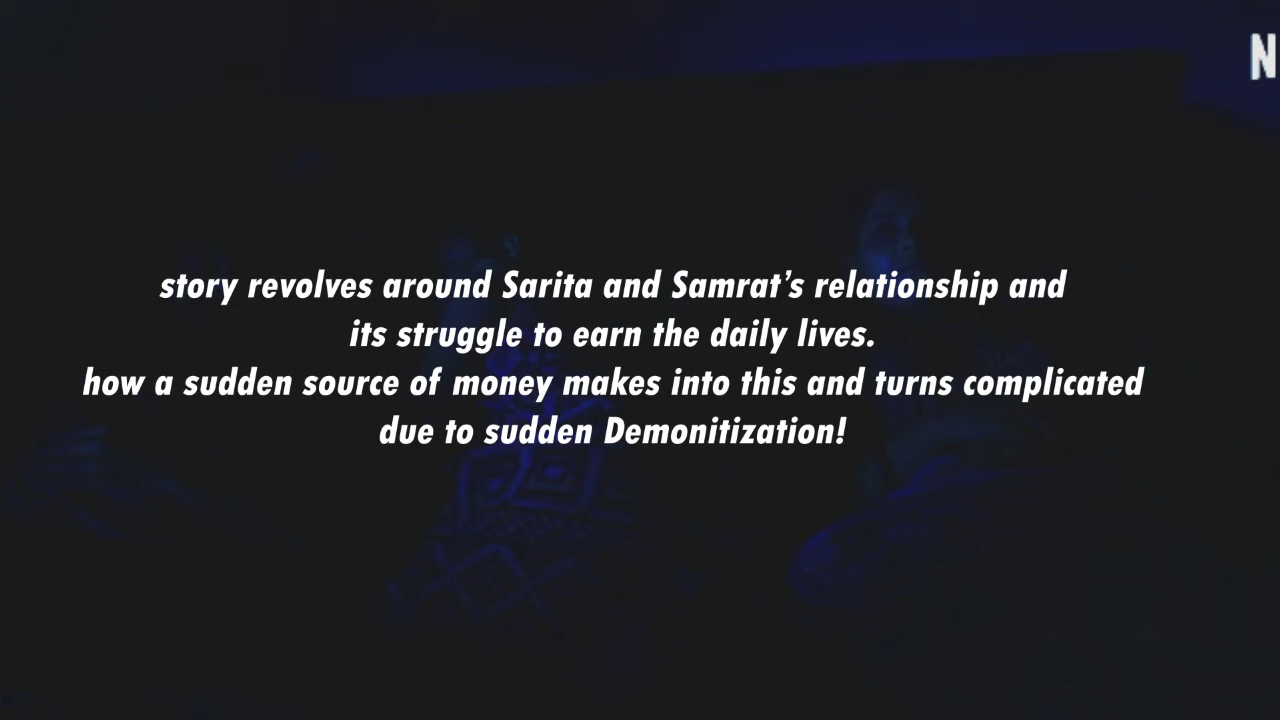 N
story revolves around Sarita and Samrat’s relationship and
its struggle to earn the daily lives.
how a sudden source of money makes into this and turns complicated
due to sudden Demonitization!